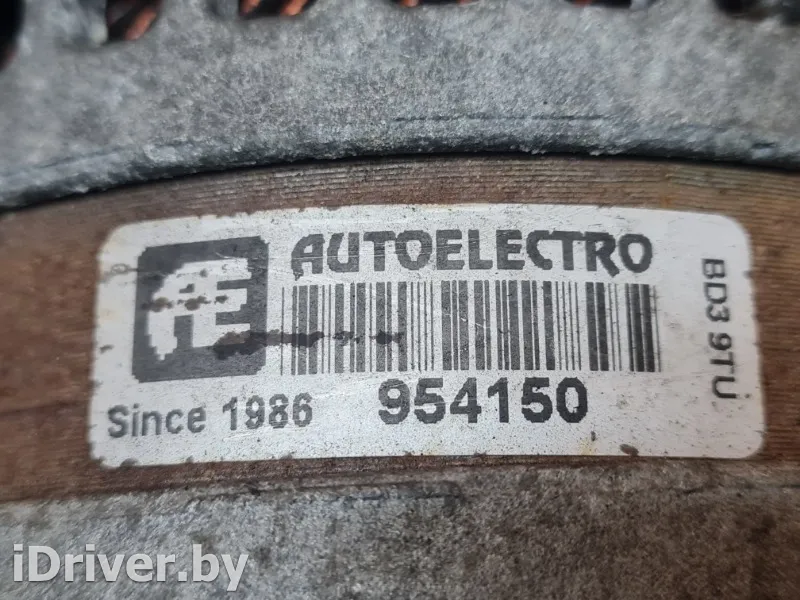 AE
AUTOELECTRO
Since 1986
954150
BD3 9TU
iDriver.by